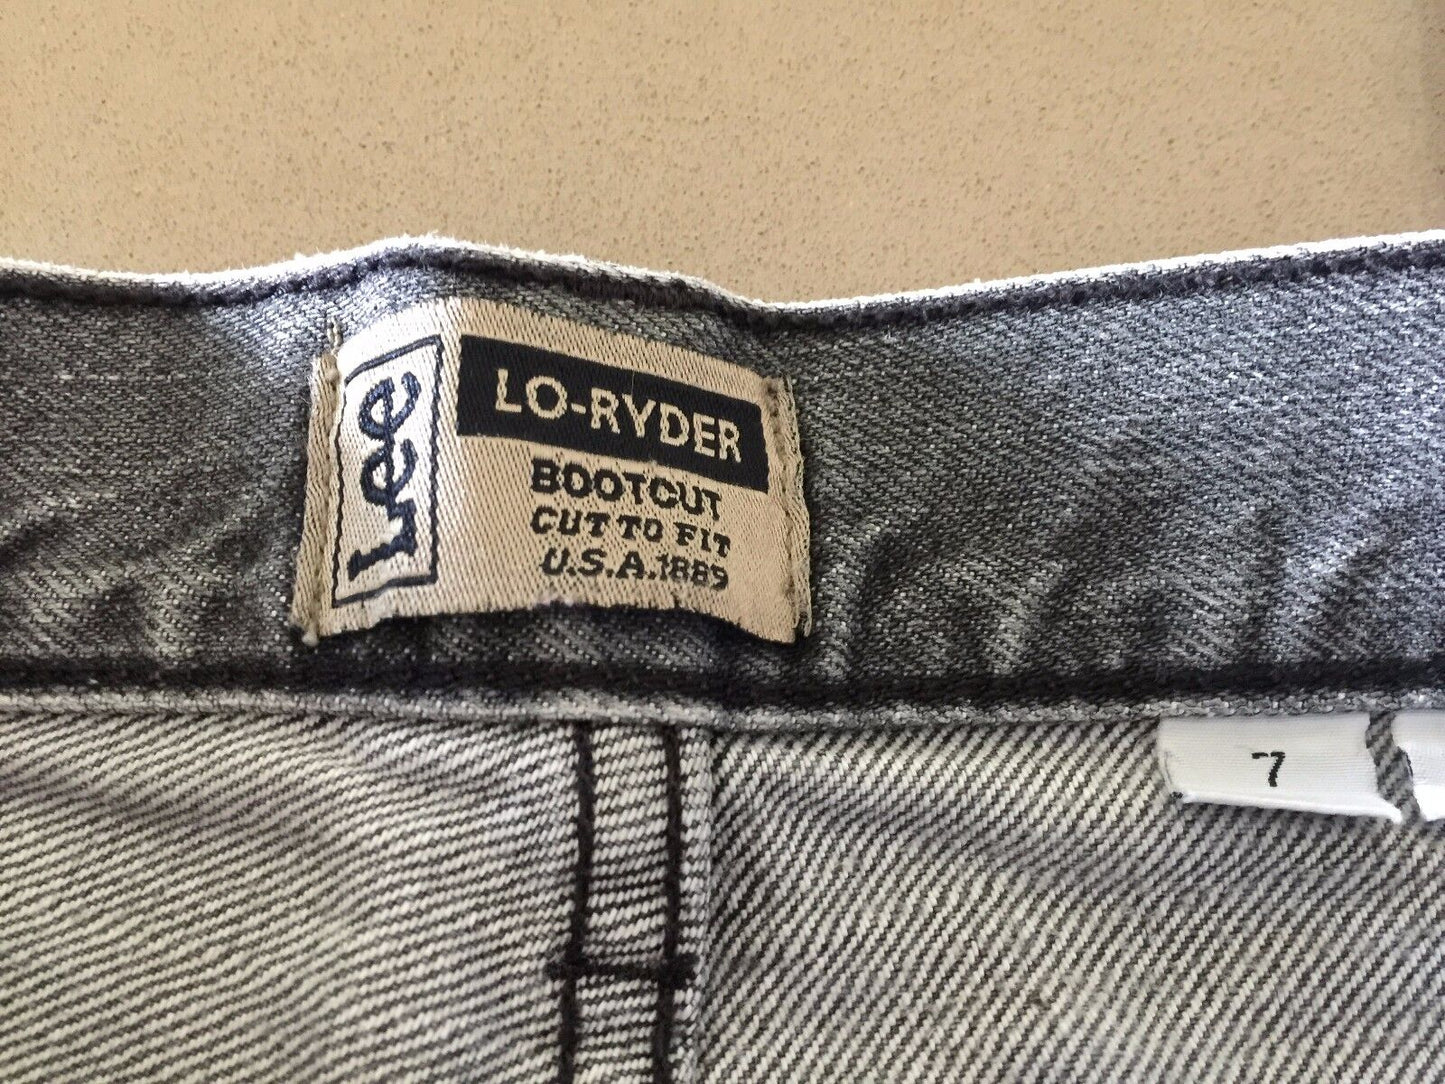 Lee
LO-RYDER
BOOTCUT
CUT TO FIT
U.S.A.1889
7